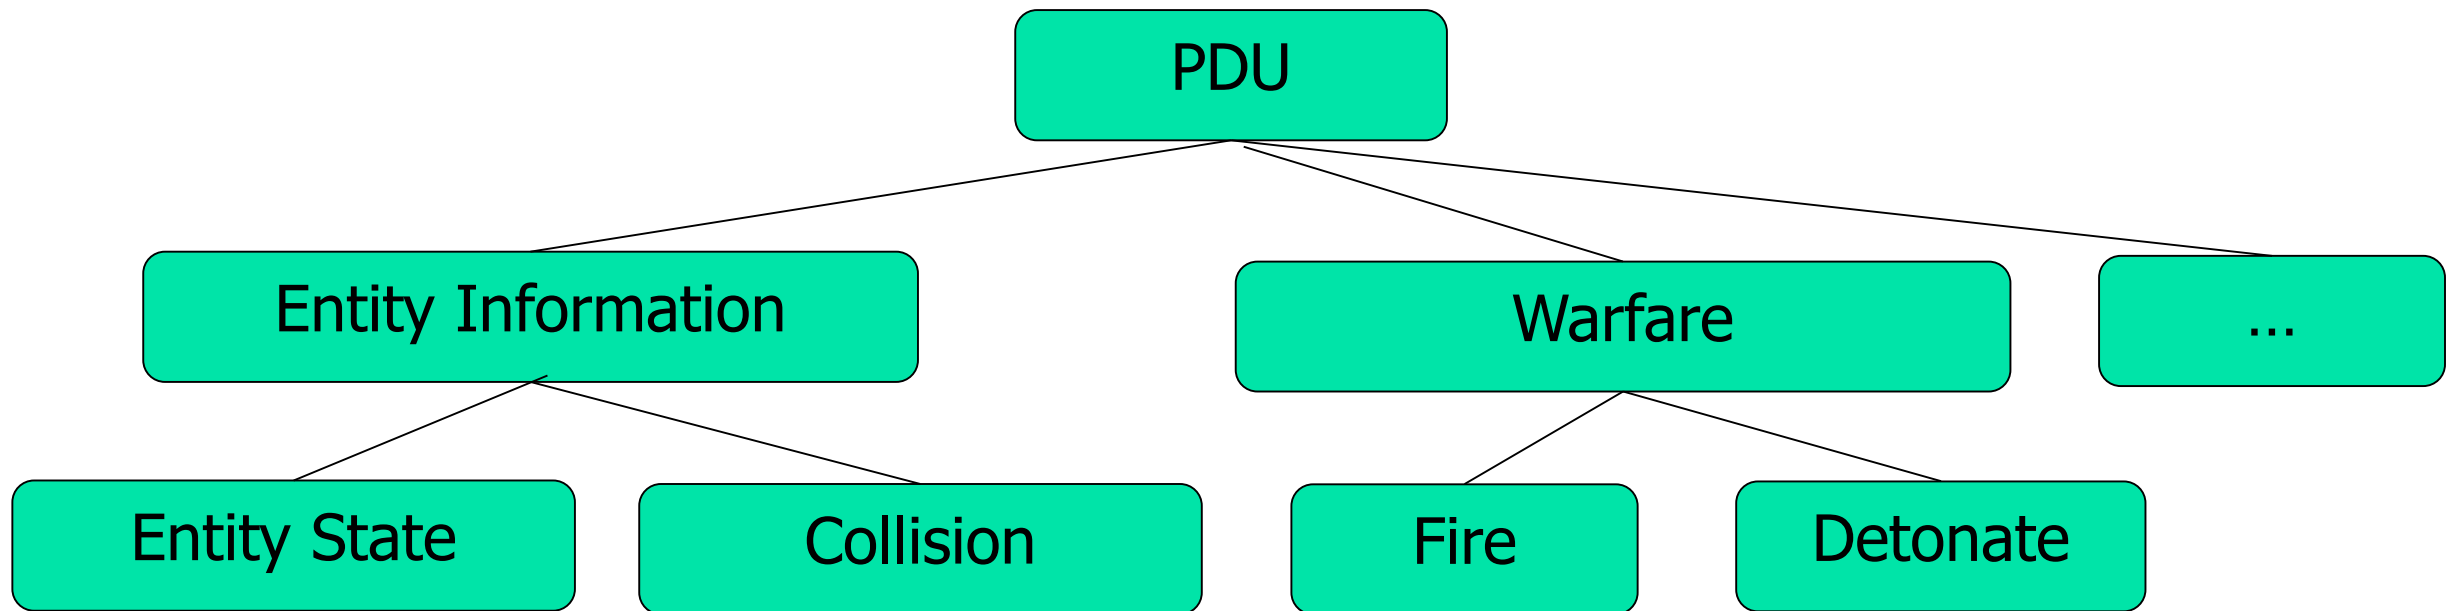 PDU
Entity Information
Warfare
...
Entity State
Collision
Fire
Detonate